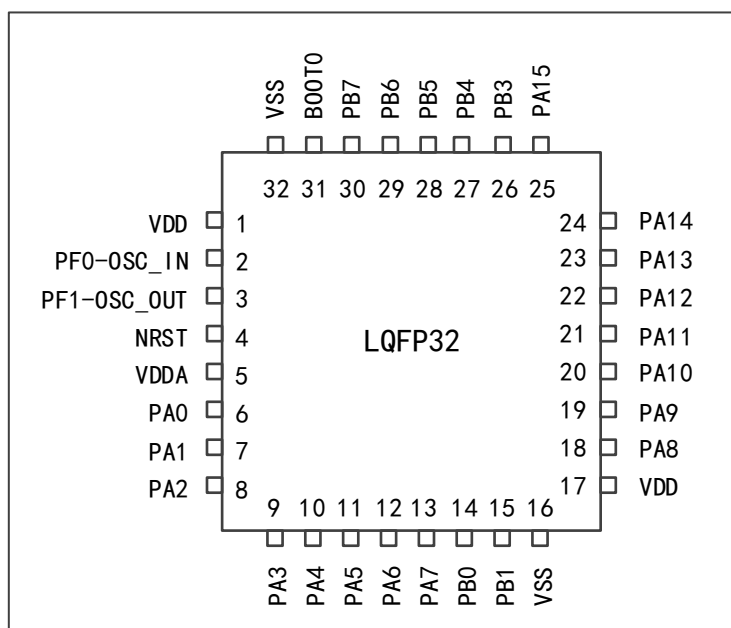 VSS
BOOT0
PB7
PB6
PB5
PB4
PB3
PA15
32 31 30 29 28 27 26 25
VDD 1
PF0-OSC_IN 2
PF1-OSC_OUT 3
NRST 4
VDDA 5
PA0 6
PA1 7
PA2 8
LQFP32
24 PA14
23 PA13
22 PA12
21 PA11
20 PA10
19 PA9
18 PA8
17 VDD
9 10 11 12 13 14 15 16
PA3
PA4
PA5
PA6
PA7
PB0
PB1
VSS